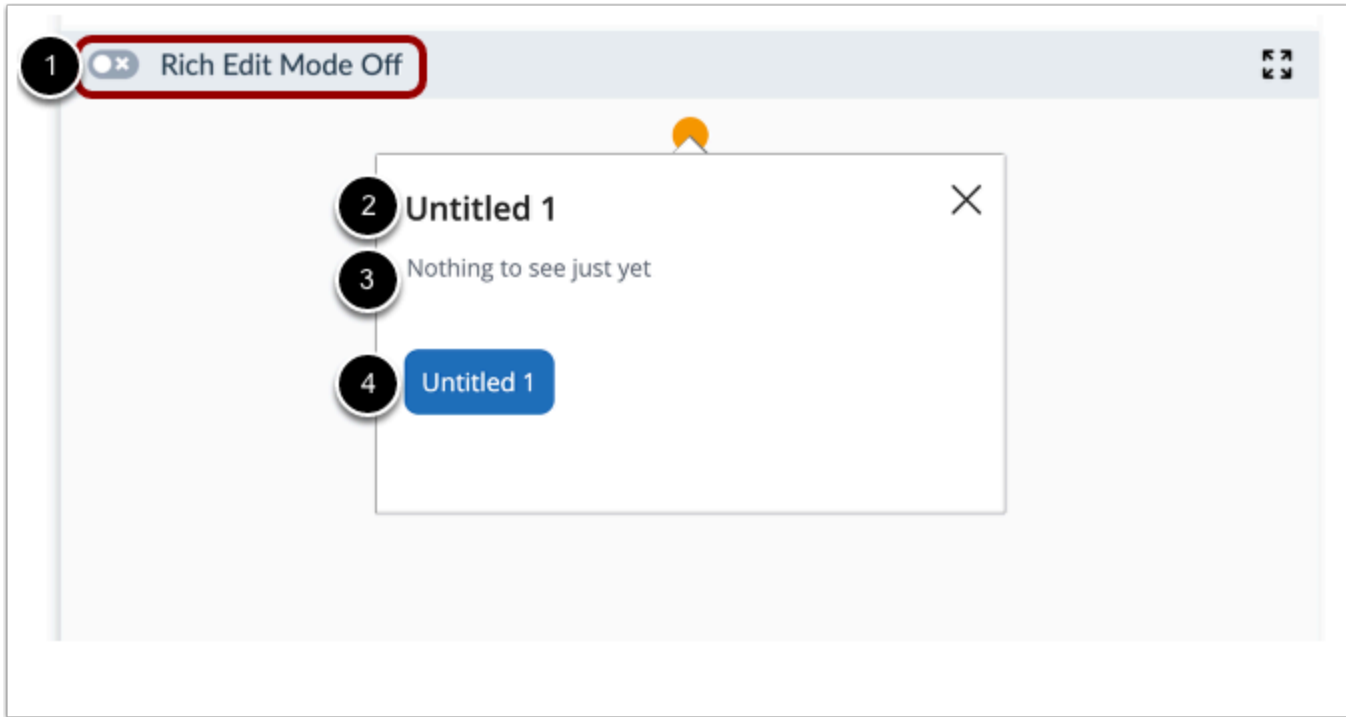 1 Rich Edit Mode Off
2 Untitled 1
3 Nothing to see just yet
4 Untitled 1